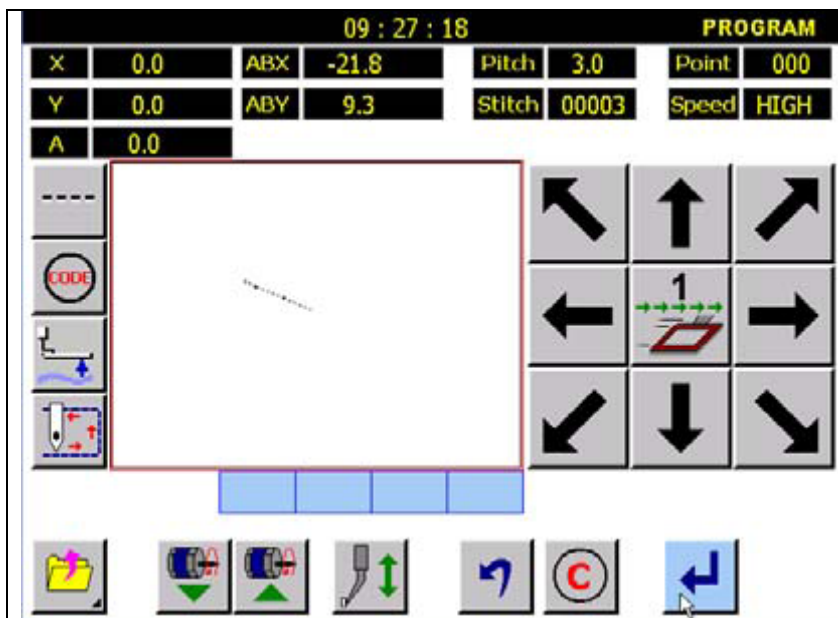 09 : 27 : 18 PROGRAM
X 0.0 ABX -21.8 Pitch 3.0 Point 000
Y 0.0 ABY 9.3 Stitch 00003 Speed HIGH
A 0.0
CODE
1
C